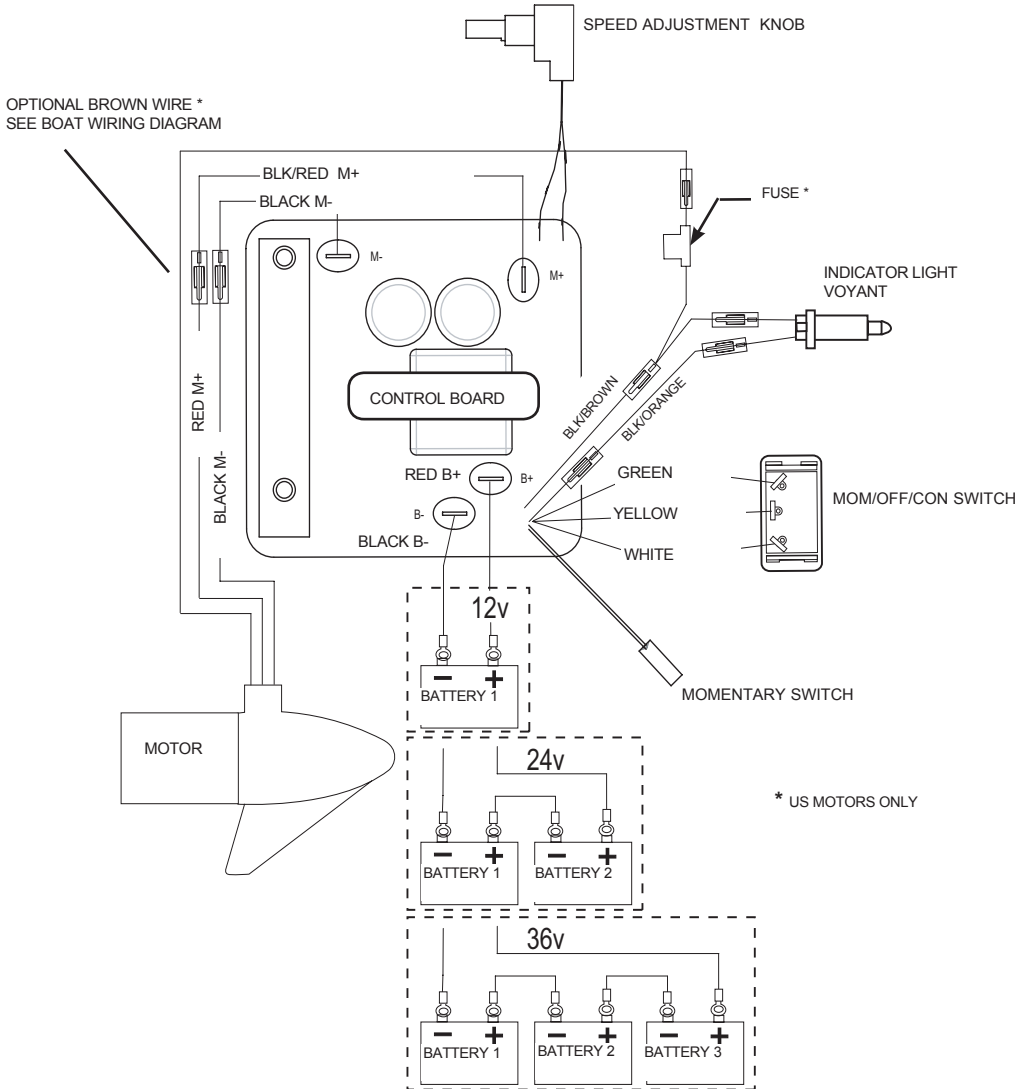 SPEED ADJUSTMENT KNOB
OPTIONAL BROWN WIRE *
SEE BOAT WIRING DIAGRAM
BLK/RED M+
BLACK M-
FUSE *
M-
M+
INDICATOR LIGHT
VOYANT
RED M+
BLACK M-
CONTROL BOARD
BLK/BROWN
BLK/ORANGE
RED B+
B+
GREEN
MOM/OFF/CON SWITCH
B-
YELLOW
BLACK B-
WHITE
12v
- +
BATTERY 1
MOMENTARY SWITCH
MOTOR
24v
* US MOTORS ONLY
- + - +
BATTERY 1 BATTERY 2
36v
- + - + - +
BATTERY 1 BATTERY 2 BATTERY 3